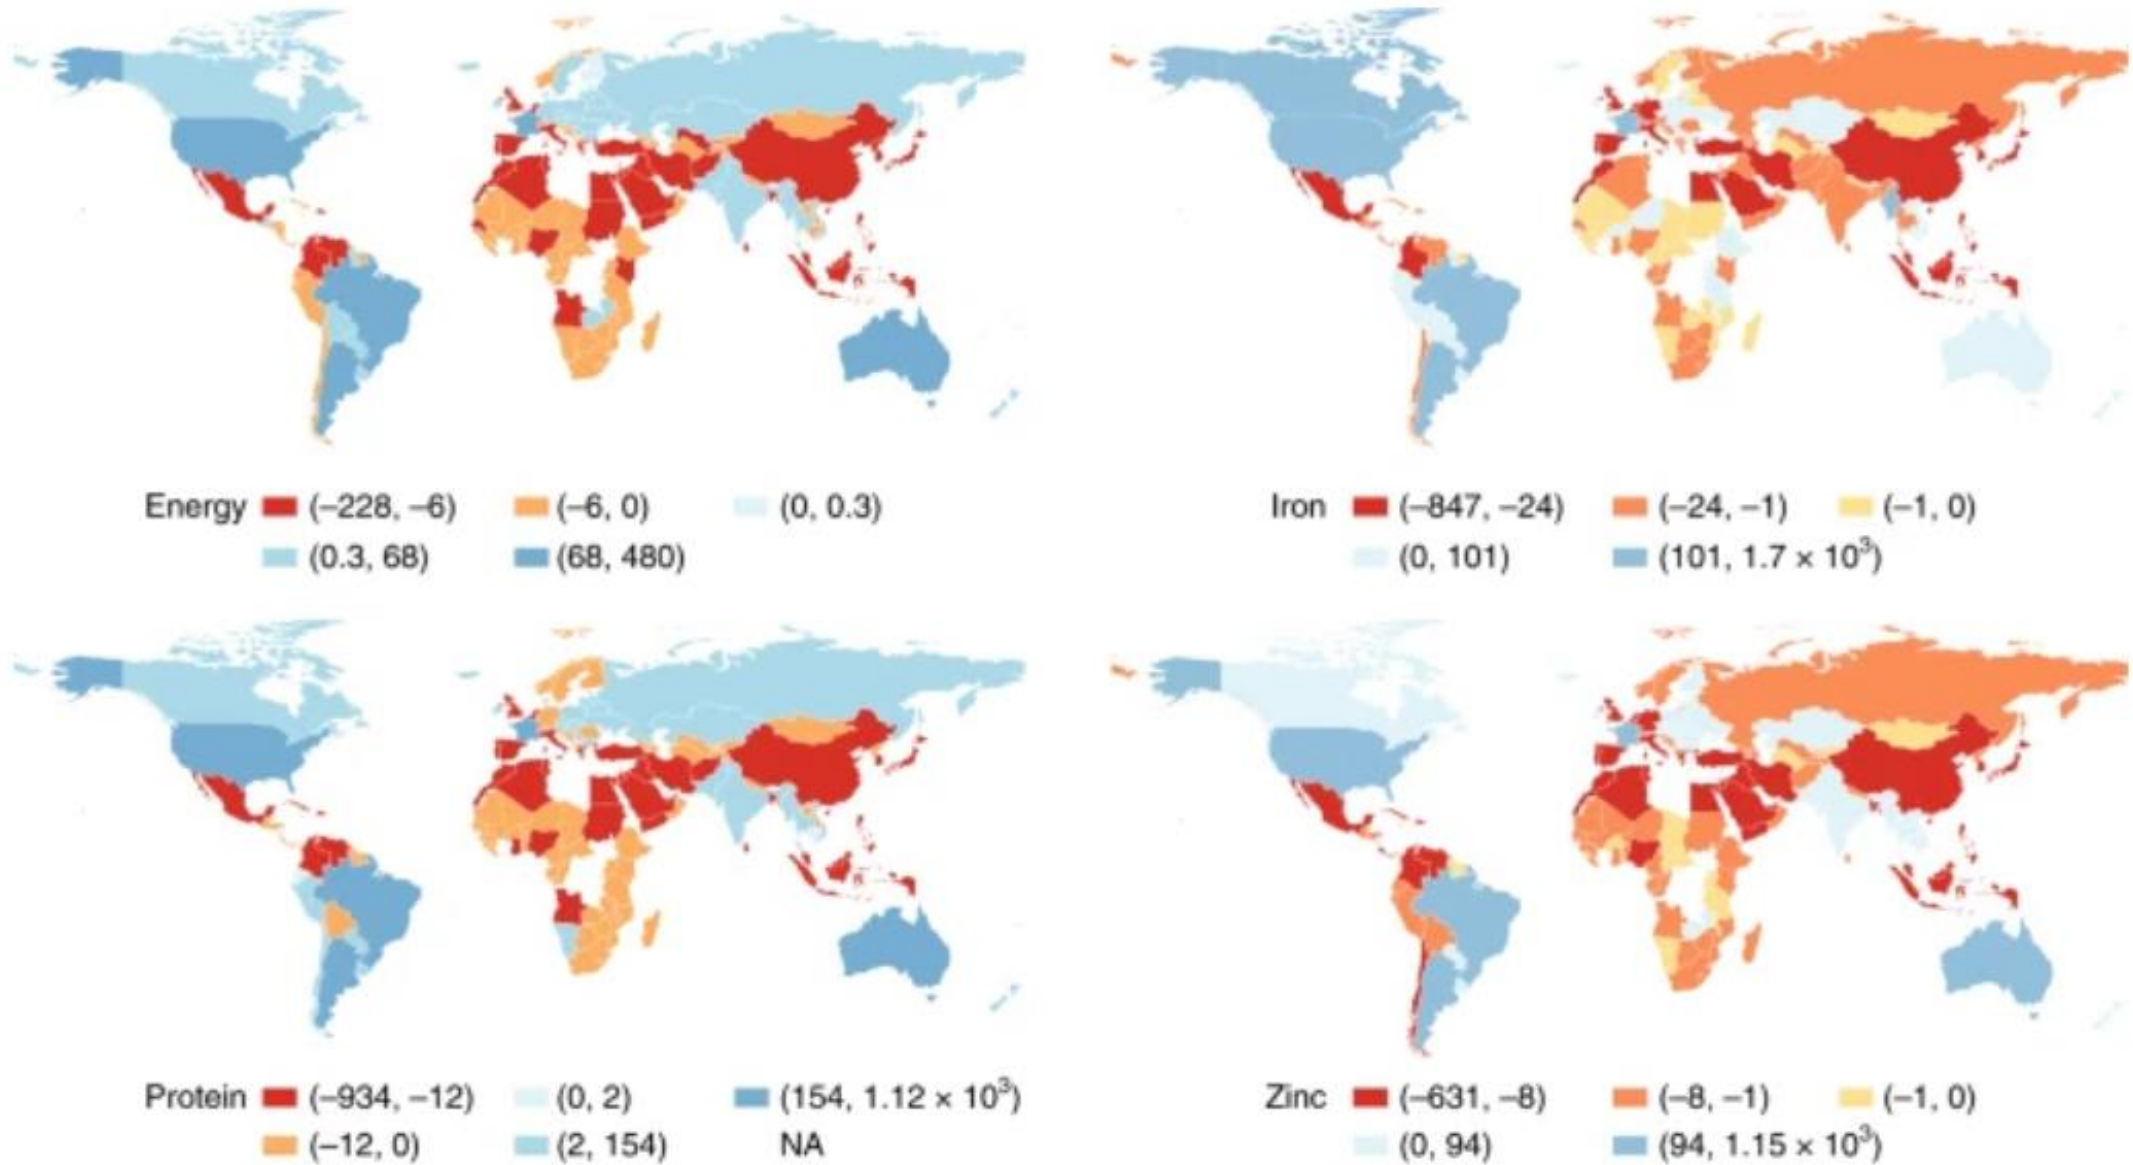 Energy (–228, –6) (–6, 0) (0, 0.3)
(0.3, 68) (68, 480)
Iron (–847, –24) (–24, –1) (–1, 0)
(0, 101) (101, 1.7 × 10³)
Protein (–934, –12) (0, 2) (154, 1.12 × 10³)
(–12, 0) (2, 154) NA
Zinc (–631, –8) (–8, –1) (–1, 0)
(0, 94) (94, 1.15 × 10³)